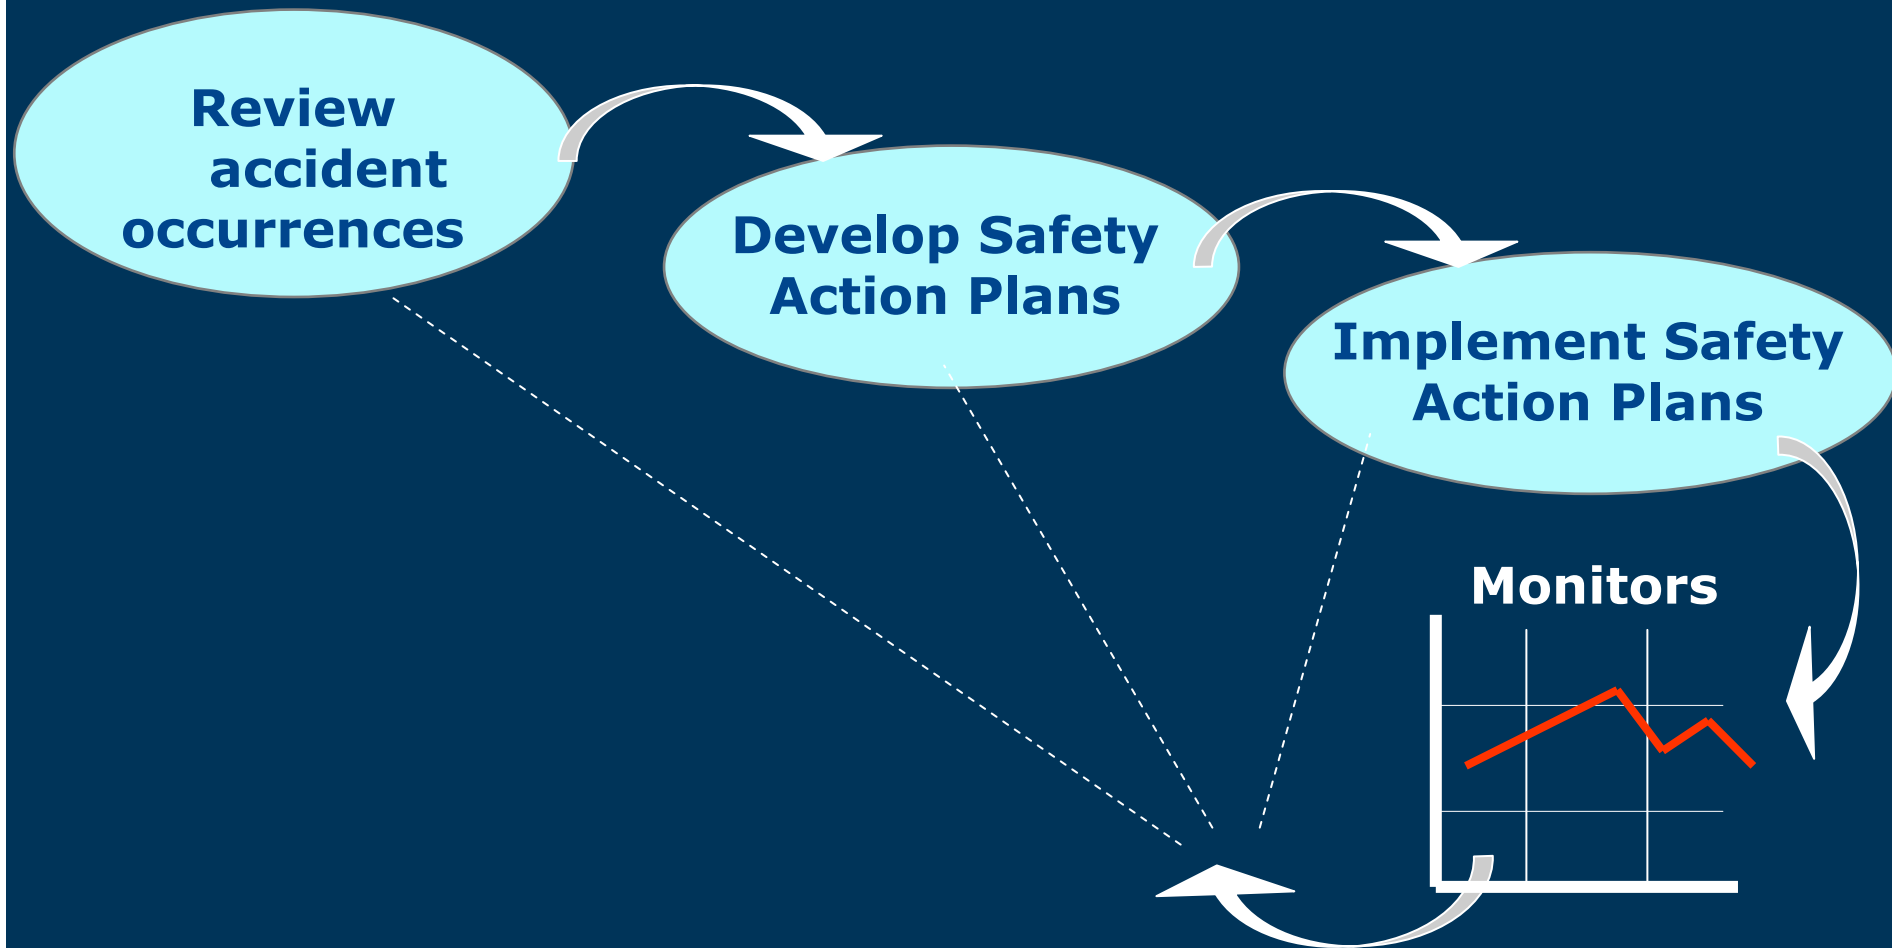 Review
accident
occurrences
Develop Safety
Action Plans
Implement Safety
Action Plans
Monitors